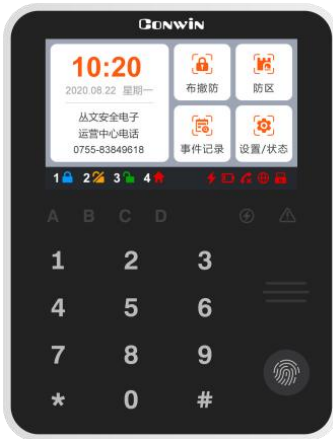 CONWIN
10:20
2020.08.22 星期一
丛文安全电子
运营中心电话
0755-83849618
布撤防
防区
事件记录
设置/状态
1 2 3 4
A B C D
1 2 3
4 5 6
7 8 9
* 0 #